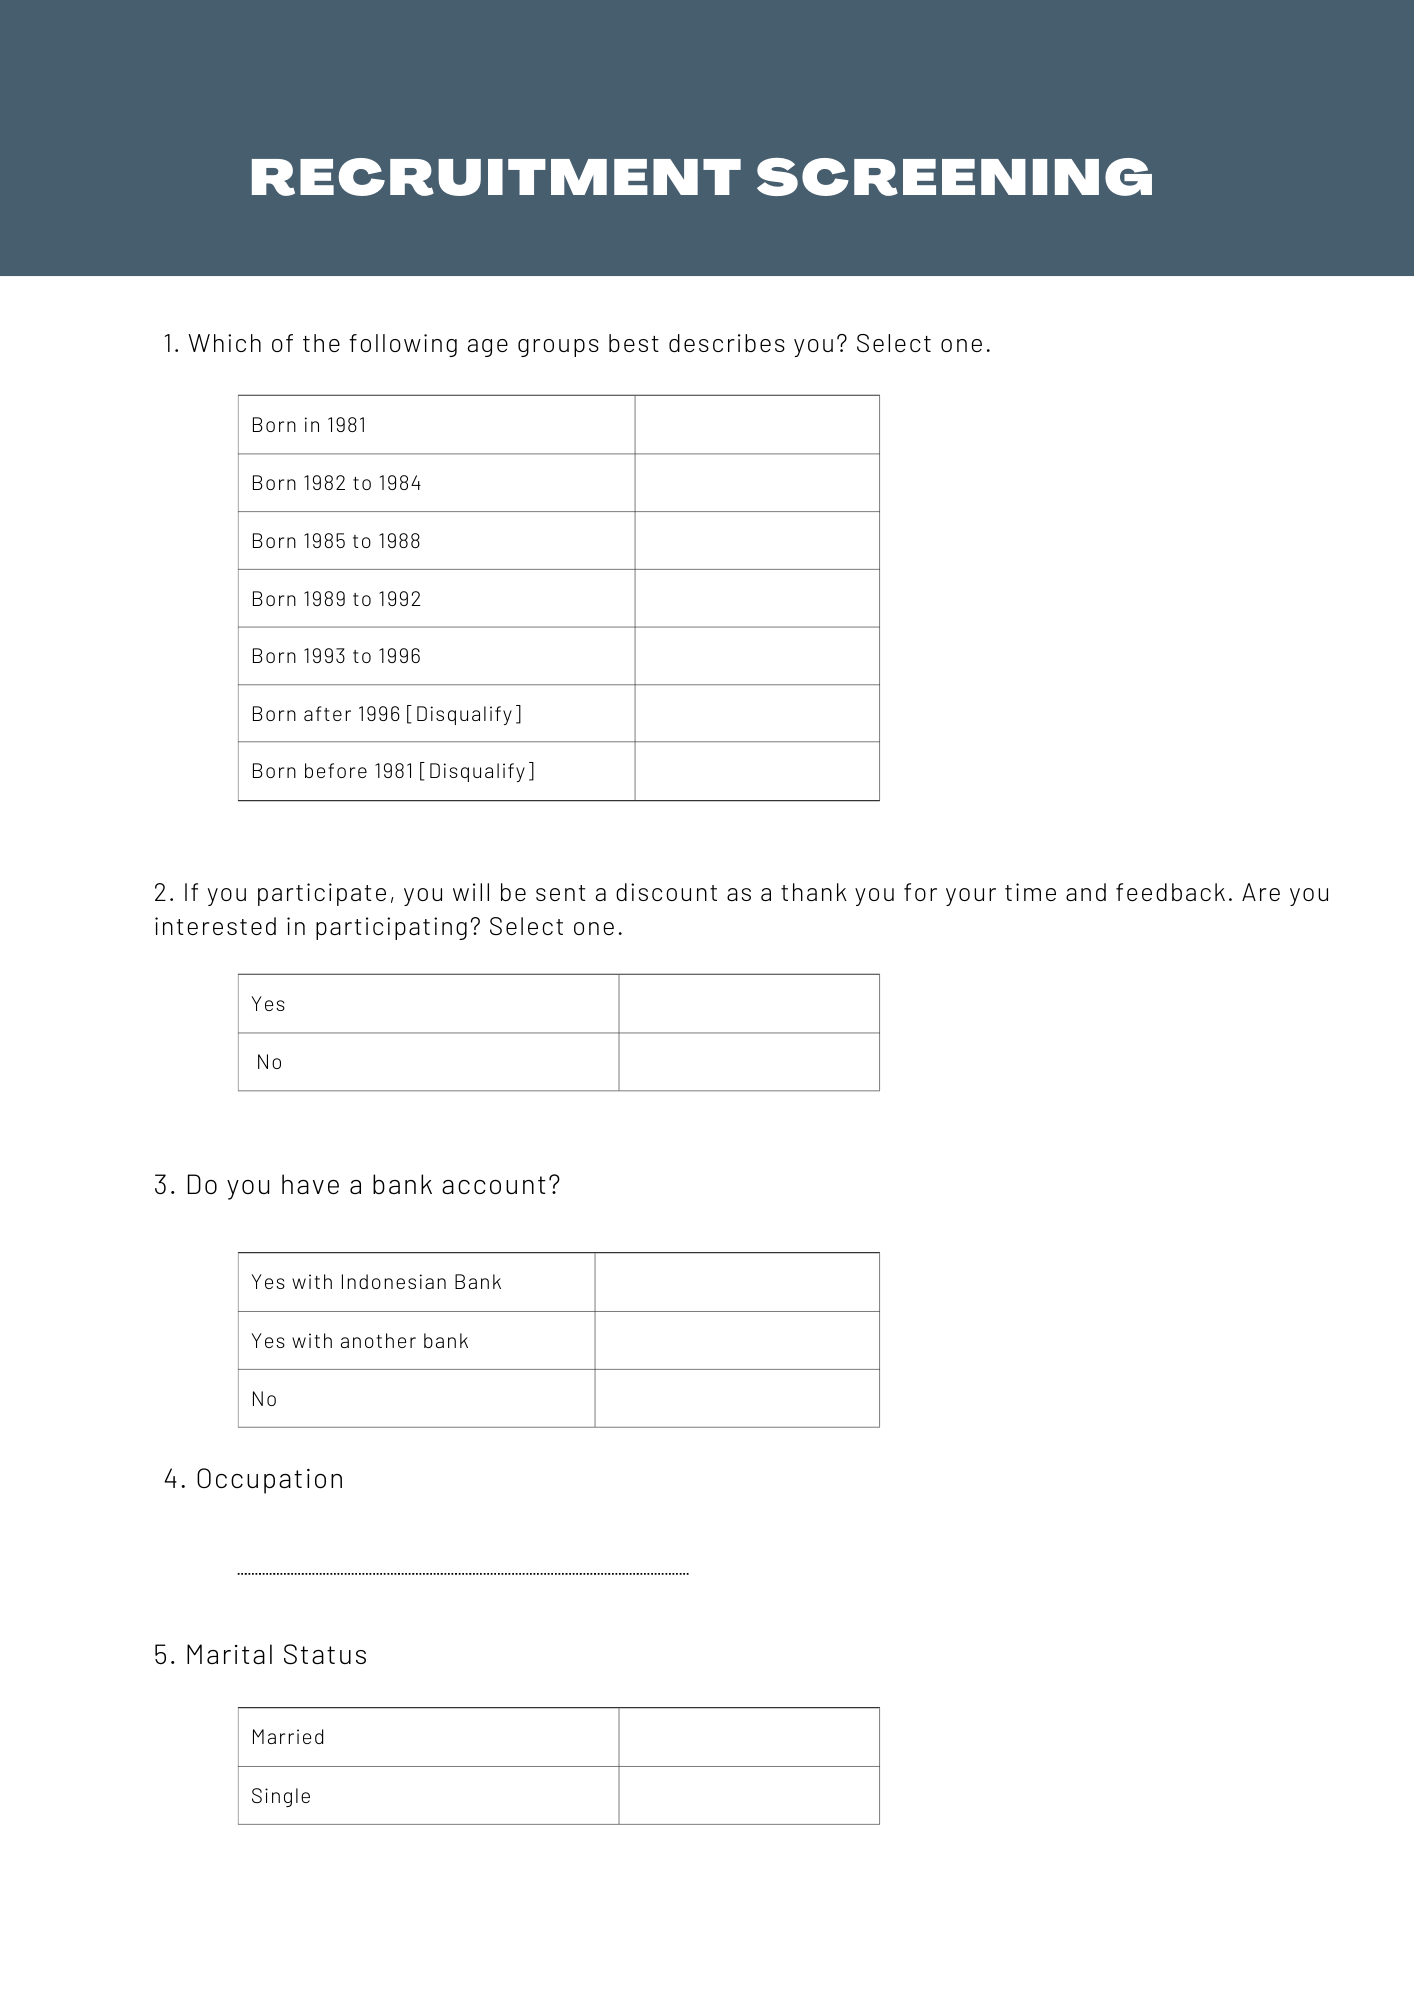 RECRUITMENT SCREENING
1. Which of the following age groups best describes you? Select one.
Born in 1981
Born 1982 to 1984
Born 1985 to 1988
Born 1989 to 1992
Born 1993 to 1996
Born after 1996 [Disqualify]
Born before 1981 [Disqualify]
2. If you participate, you will be sent a discount as a thank you for your time and feedback. Are you
interested in participating? Select one.
Yes
No
3. Do you have a bank account?
Yes with Indonesian Bank
Yes with another bank
No
4. Occupation
5. Marital Status
Married
Single